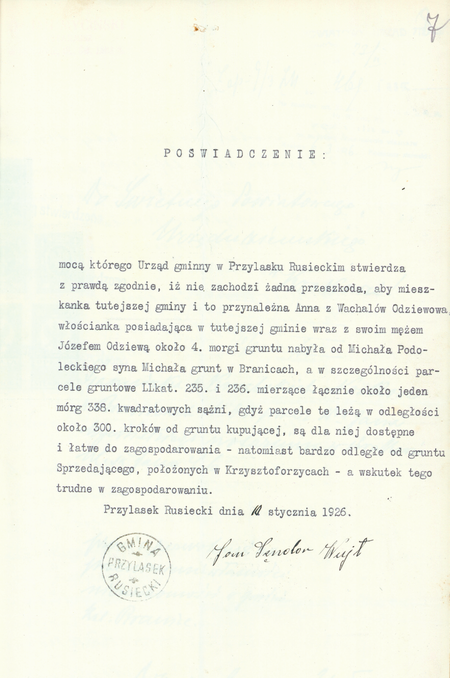 7
POŚWIADCZENIE:
mocą którego Urząd gminny w Przylasku Rusieckim stwierdza
z prawdą zgodnie, iż nie zachodzi żadna przeszkoda, aby miesz-
kanka tutejszej gminy i to przynależna Anna z Wachalów Odziewowa,
włościanka posiadająca w tutejszej gminie wraz z swoim mężem
Józefem Odziewą około 4. morgi gruntu nabyła od Michała Podo-
leckiego syna Michała grunt w Branicach, a w szczególności par-
cele gruntowe LLkat. 235. i 236. mierzące łącznie około jeden
mórg 338. kwadratowych sążni, gdyż parcele te leżą w odległości
około 300. kroków od gruntu kupującej, są dla niej dostępne
i łatwe do zagospodarowania - natomiast bardzo odległe od gruntu
Sprzedającego, położonych w Krzysztoforzycach - a wskutek tego
trudne w zagospodarowaniu.
Przylasek Rusiecki dnia stycznia 1926.
Jan Sendor Wójt
GMINA
PRZYLASEK
RUSIECKI